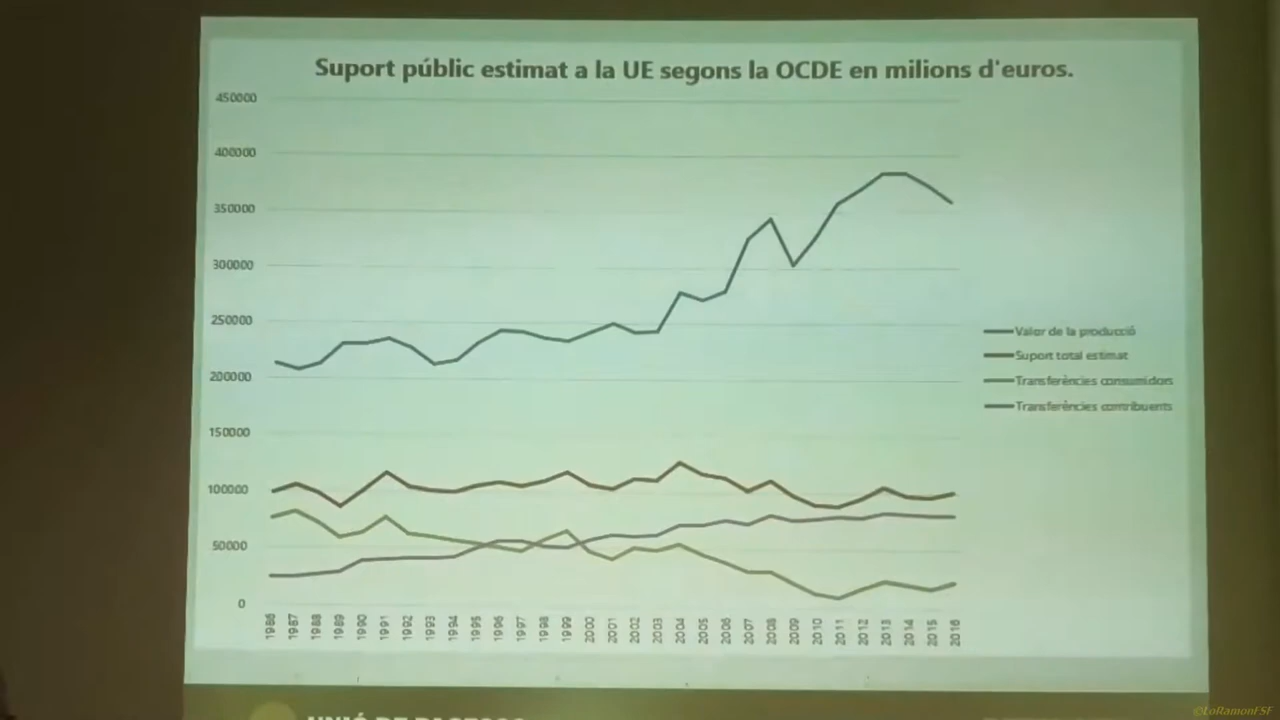 Suport públic estimat a la UE segons la OCDE en milions d'euros.
450000
400000
350000
300000
250000
200000
150000
100000
50000
0
Valor de la producció
Suport total estimat
Transferències consumidors
Transferències contribuents
1986 1987 1988 1989 1990 1991 1992 1993 1994 1995 1996 1997 1998 1999 2000 2001 2002 2003 2004 2005 2006 2007 2008 2009 2010 2011 2012 2013 2014 2015 2016
UNIÓ DE PAGESOS
©LoRamonFSF